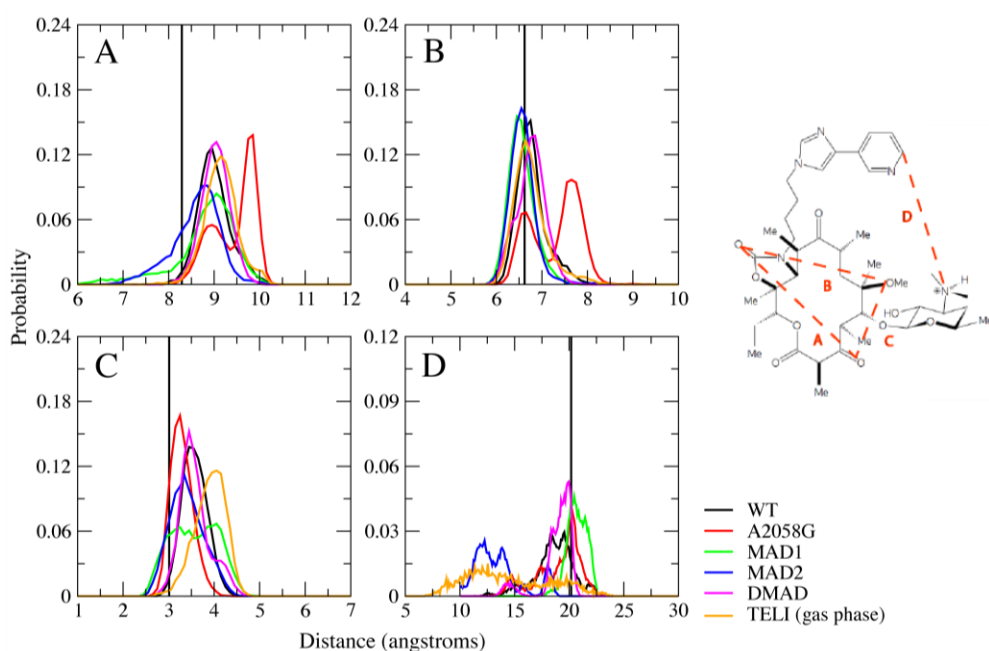 A
0.24
0.18
0.12
0.06
0
6 7 8 9 10 11 12
B
0.24
0.18
0.12
0.06
0
4 5 6 7 8 9 10
C
0.24
0.18
0.12
0.06
0
1 2 3 4 5 6 7
D
0.12
0.09
0.06
0.03
0
5 10 15 20 25 30
Probability
Distance (angstroms)
N
N
N
D
O
Me
Me
O
N
Me
B
OMe
O
Me
N
H
HO
O
Me
O
A
Me
C
Me
O
O
O
Me
WT
A2058G
MAD1
MAD2
DMAD
TELI (gas phase)